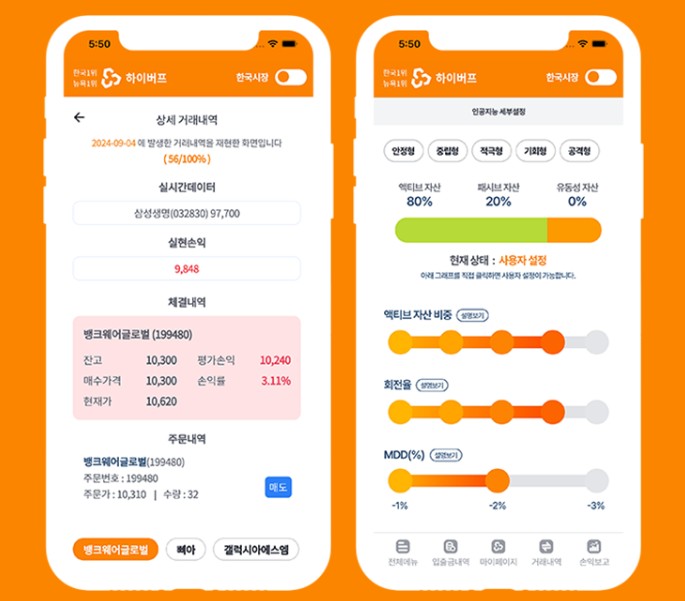 5:50
한국1위
뉴욕1위
하이버프
한국시장
상세 거래내역
2024-09-04 에 발생한 거래내역을 재현한 화면입니다
( 56/100% )
실시간데이터
삼성생명(032830) 97,700
실현손익
9,848
체결내역
뱅크웨어글로벌 (199480)
잔고 10,300 평가손익 10,240
매수가격 10,300 손익률 3.11%
현재가 10,620
주문내역
뱅크웨어글로벌(199480)
주문번호 : 199480
주문가 : 10,310 | 수량 : 32
매도
뱅크웨어글로벌 삐아 갤럭시아에스엠
5:50
한국1위
뉴욕1위
하이버프
한국시장
인공지능 세부설정
안정형 중립형 적극형 기회형 공격형
액티브 자산 패시브 자산 유동성 자산
80% 20% 0%
현재 상태 : 사용자 설정
아래 그래프를 직접 클릭하면 사용자 설정이 가능합니다.
액티브 자산 비중 설명보기
회전율 설명보기
MDD(%) 설명보기
-1% -2% -3%
전체메뉴 입출금내역 마이페이지 거래내역 손익보고